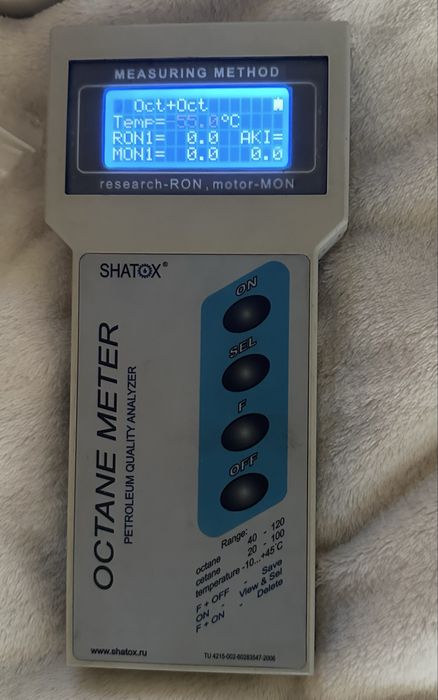 MEASURING METHOD
Oct+Oct
Temp= 55.0°C
RON1= 0.0 AKI=
MON1= 0.0 0.0
research-RON, motor-MON
SHATOX®
OCTANE METER
PETROLEUM QUALITY ANALYZER
ON
SEL
F
OFF
Range:
octane 40 - 120
cetane 20 - 100
temperature -10...+45°C
F + OFF - Save
ON - View & Sel
F + ON - Delete
www.shatox.ru
TU 4215-002-60283547-2006